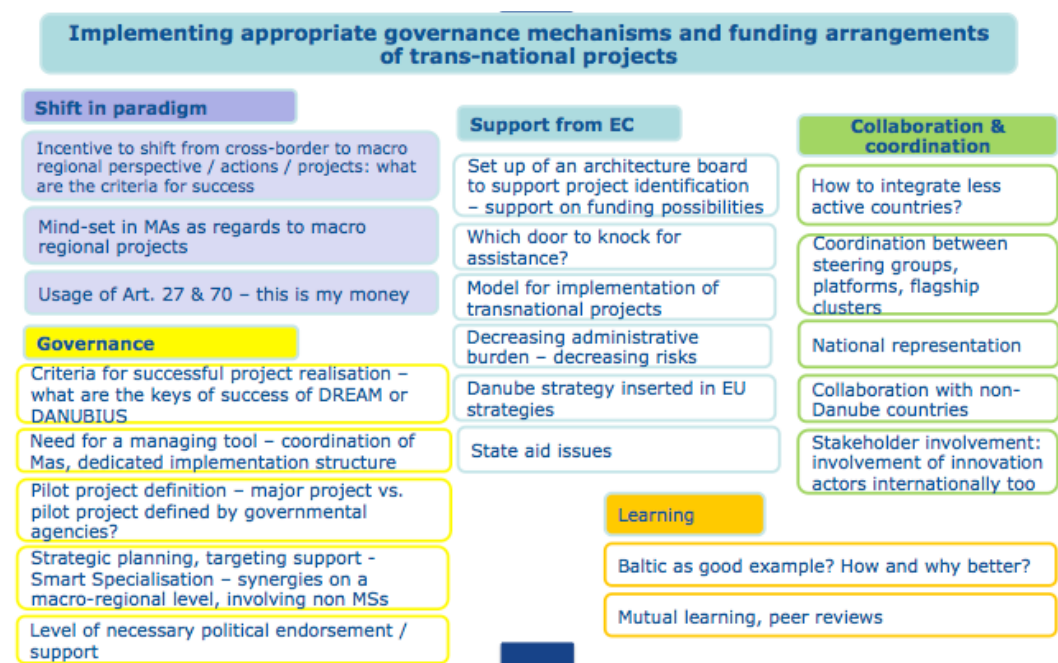 Implementing appropriate governance mechanisms and funding arrangements
of trans-national projects
Shift in paradigm
Incentive to shift from cross-border to macro
regional perspective / actions / projects: what
are the criteria for success
Mind-set in MAs as regards to macro
regional projects
Usage of Art. 27 & 70 – this is my money
Governance
Criteria for successful project realisation –
what are the keys of success of DREAM or
DANUBIUS
Need for a managing tool – coordination of
Mas, dedicated implementation structure
Pilot project definition – major project vs.
pilot project defined by governmental
agencies?
Strategic planning, targeting support -
Smart Specialisation – synergies on a
macro-regional level, involving non MSs
Level of necessary political endorsement /
support
Support from EC
Set up of an architecture board
to support project identification
– support on funding possibilities
Which door to knock for
assistance?
Model for implementation of
transnational projects
Decreasing administrative
burden – decreasing risks
Danube strategy inserted in EU
strategies
State aid issues
Collaboration &
coordination
How to integrate less
active countries?
Coordination between
steering groups,
platforms, flagship
clusters
National representation
Collaboration with non-
Danube countries
Stakeholder involvement:
involvement of innovation
actors internationally too
Learning
Baltic as good example? How and why better?
Mutual learning, peer reviews